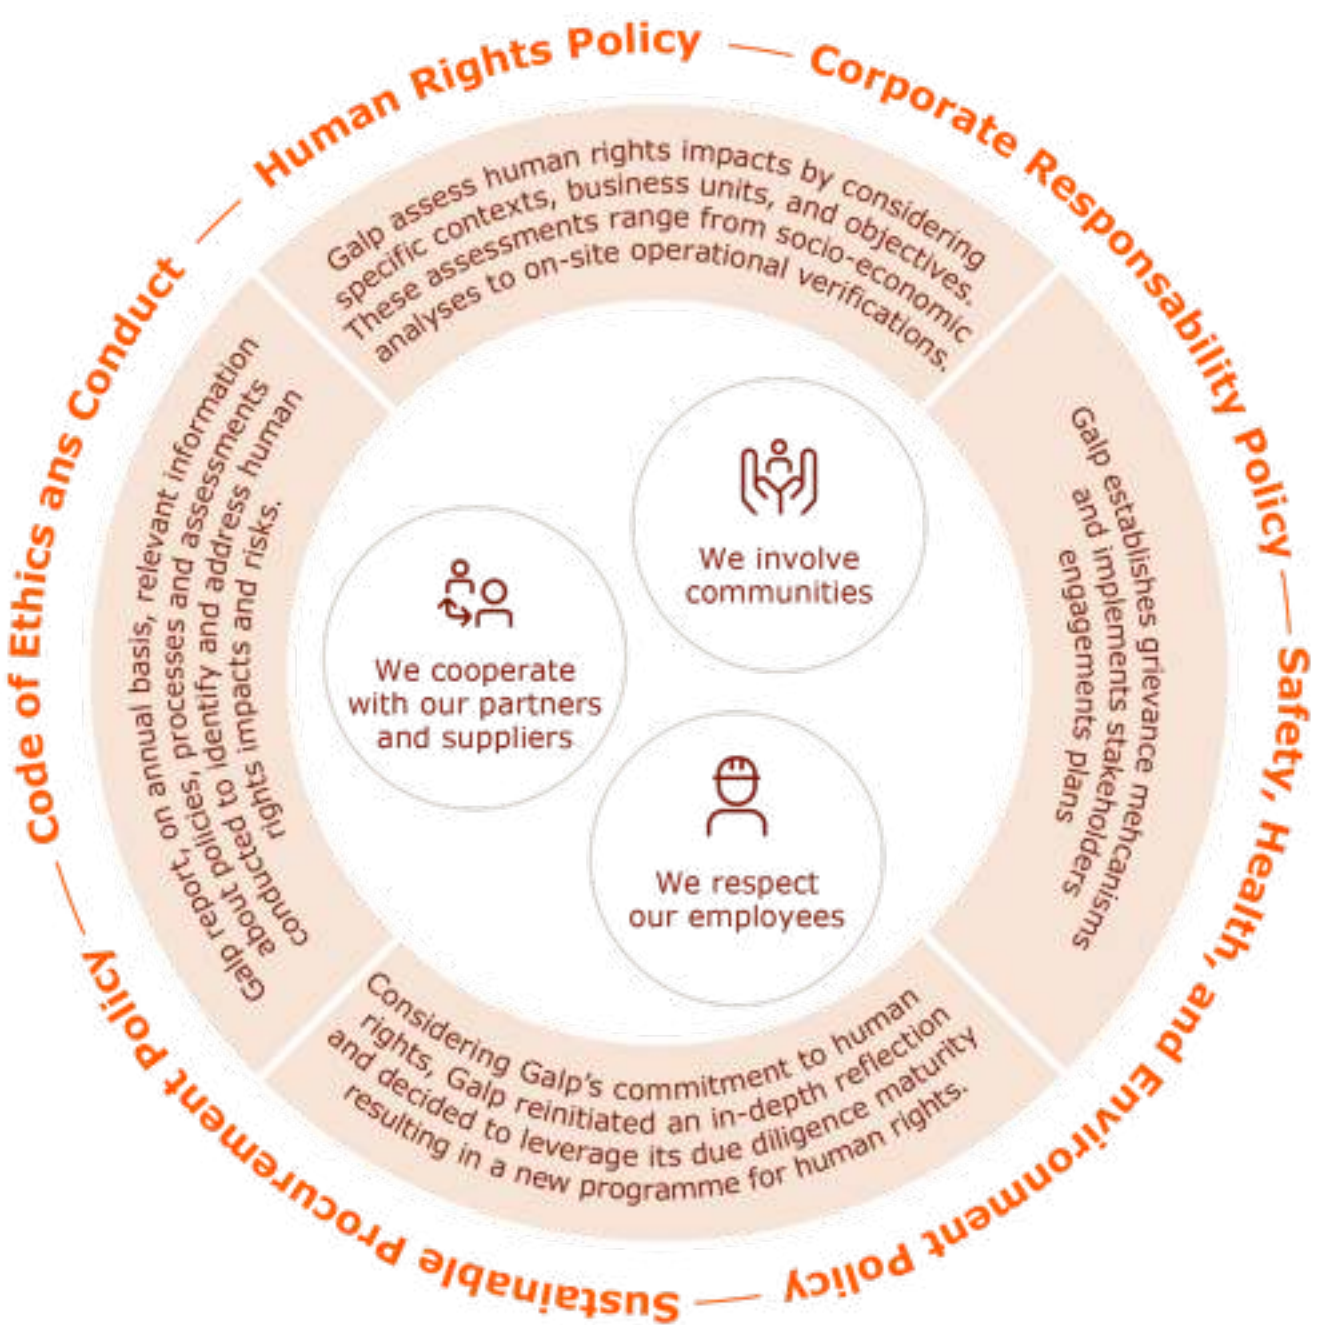 Human Rights Policy
Corporate Responsability Policy
Safety, Health, and Environment Policy
Sustainable Procurement Policy
Code of Ethics ans Conduct
Galp assess human rights impacts by considering
specific contexts, business units, and objectives.
These assessments range from socio-economic
analyses to on-site operational verifications.
Galp establishes grievance mehcanisms
and implements stakeholders
engagements plans
Considering Galp's commitment to human
rights, Galp reinitiated an in-depth reflection
and decided to leverage its due diligence maturity
resulting in a new programme for human rights.
Galp report, on annual basis, relevant information
about policies, processes and assessments
conducted to identify and address human
rights impacts and risks.
We involve
communities
We cooperate
with our partners
and suppliers
We respect
our employees